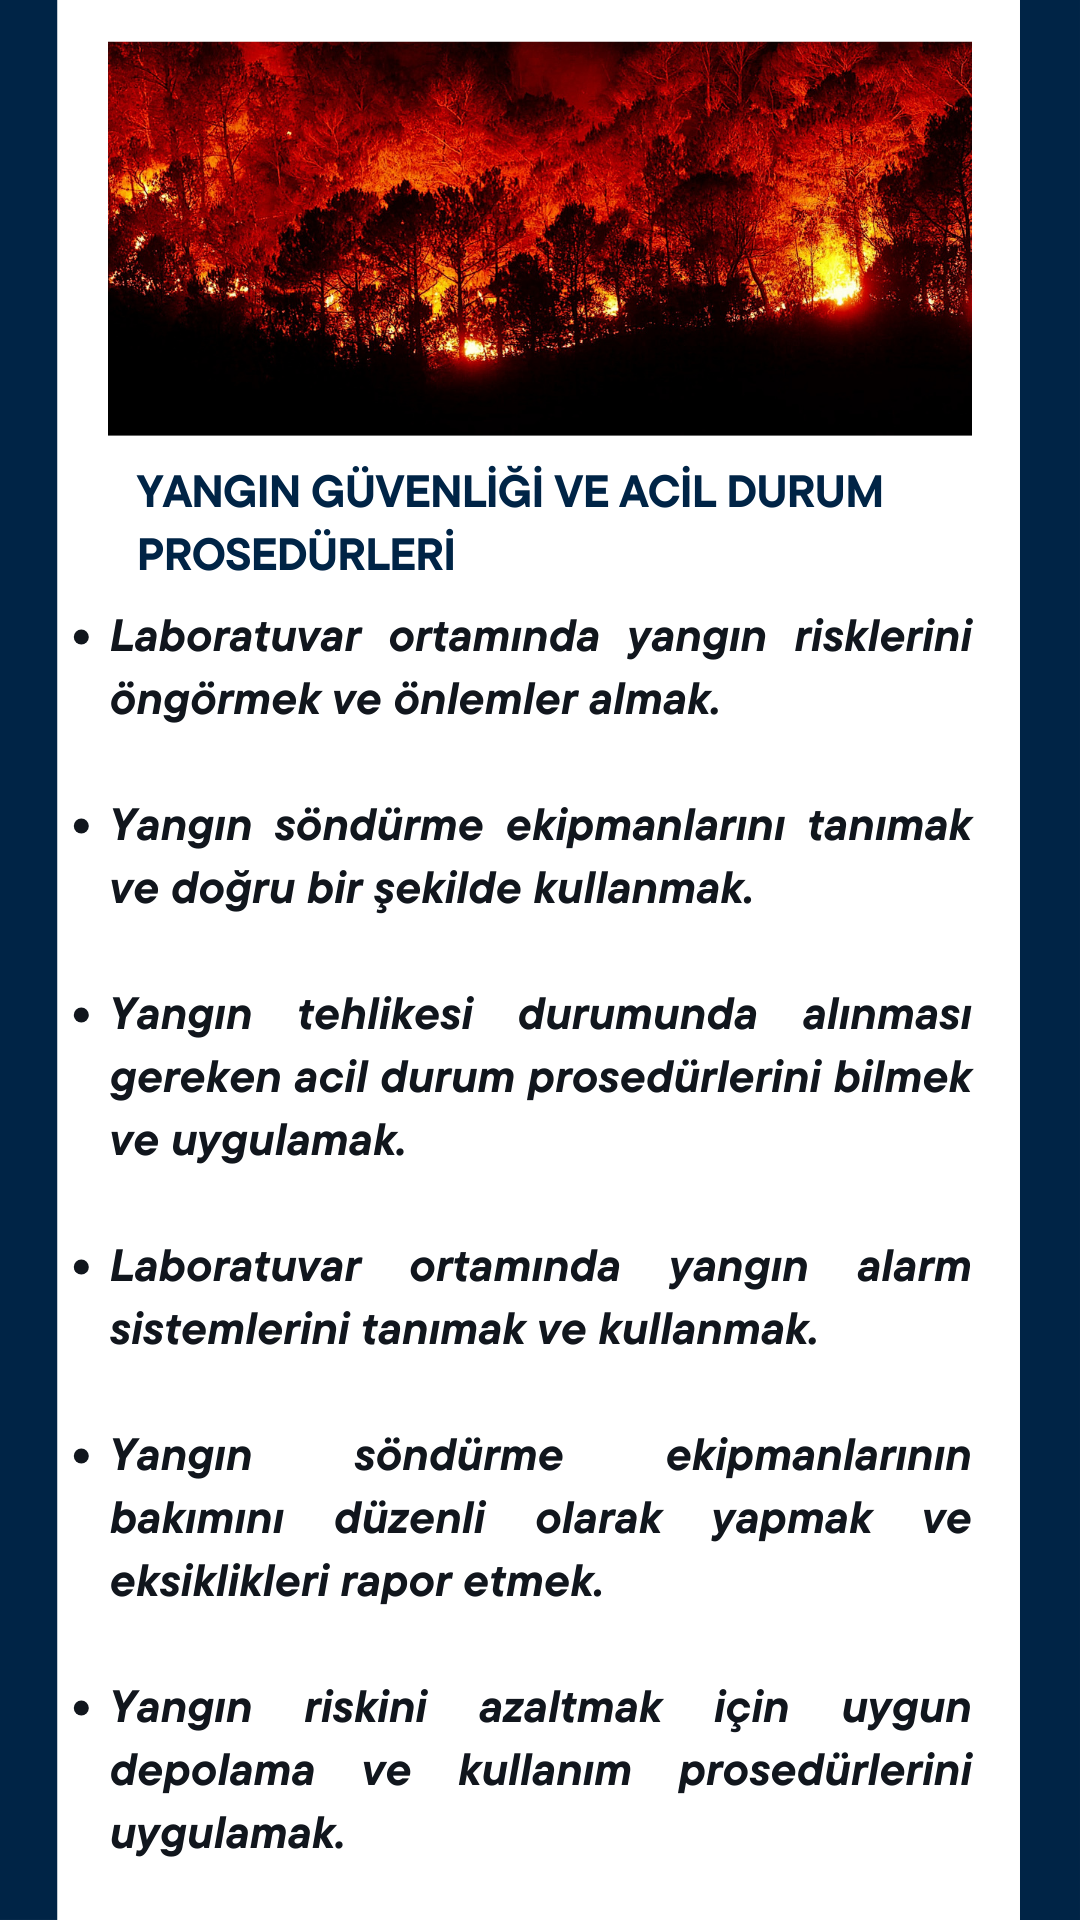 YANGIN GÜVENLİĞİ VE ACİL DURUM
PROSEDÜRLERİ
• Laboratuvar ortamında yangın risklerini
öngörmek ve önlemler almak.
• Yangın söndürme ekipmanlarını tanımak
ve doğru bir şekilde kullanmak.
• Yangın tehlikesi durumunda alınması
gereken acil durum prosedürlerini bilmek
ve uygulamak.
• Laboratuvar ortamında yangın alarm
sistemlerini tanımak ve kullanmak.
• Yangın söndürme ekipmanlarının
bakımını düzenli olarak yapmak ve
eksiklikleri rapor etmek.
• Yangın riskini azaltmak için uygun
depolama ve kullanım prosedürlerini
uygulamak.